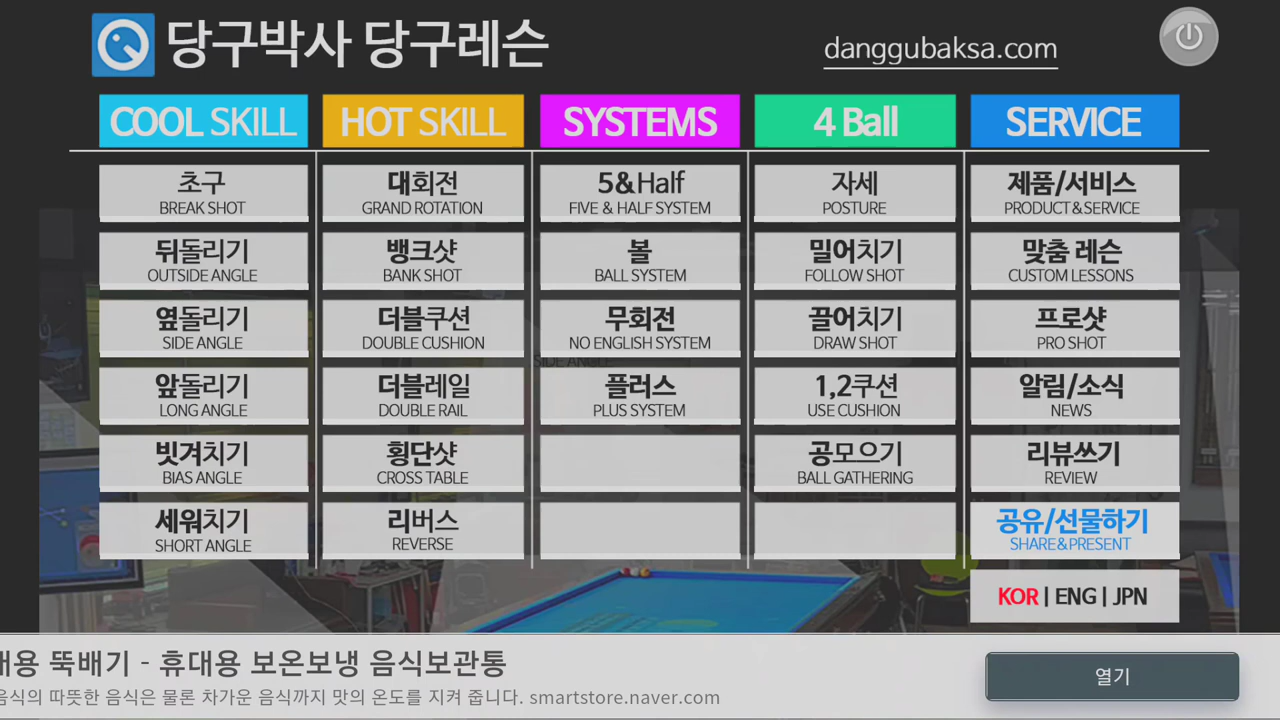 당구박사 당구레슨
danggubaksa.com
COOL SKILL
HOT SKILL
SYSTEMS
4 Ball
SERVICE
초구
BREAK SHOT
뒤돌리기
OUTSIDE ANGLE
옆돌리기
SIDE ANGLE
앞돌리기
LONG ANGLE
빗겨치기
BIAS ANGLE
세워치기
SHORT ANGLE
대회전
GRAND ROTATION
뱅크샷
BANK SHOT
더블쿠션
DOUBLE CUSHION
더블레일
DOUBLE RAIL
횡단샷
CROSS TABLE
리버스
REVERSE
5&Half
FIVE & HALF SYSTEM
볼
BALL SYSTEM
무회전
NO ENGLISH SYSTEM
SIDE ANGLE
플러스
PLUS SYSTEM
자세
POSTURE
밀어치기
FOLLOW SHOT
끌어치기
DRAW SHOT
1,2쿠션
USE CUSHION
공모으기
BALL GATHERING
제품/서비스
PRODUCT & SERVICE
맞춤 레슨
CUSTOM LESSONS
프로샷
PRO SHOT
알림/소식
NEWS
리뷰쓰기
REVIEW
공유/선물하기
SHARE & PRESENT
KOR | ENG | JPN
대용 뚝배기 - 휴대용 보온보냉 음식보관통
음식의 따뜻한 음식은 물론 차가운 음식까지 맛의 온도를 지켜 줍니다. smartstore.naver.com
열기